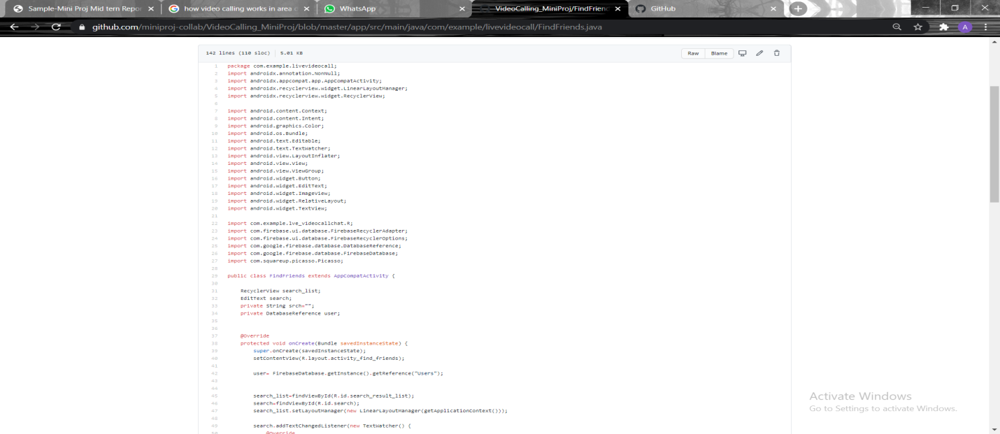 Sample-Mini Proj Mid tern Repor
how video calling works in area
WhatsApp
VideoCalling_MiniProj/FindFrien
GitHub
github.com/miniproj-collab/VideoCalling_MiniProj/blob/master/app/src/main/java/com/example/livevideocall/FindFriends.java
A
142 lines (110 sloc) 5.01 KB
Raw Blame
1 package com.example.livevideocall;
2 import androidx.annotation.NonNull;
3 import androidx.appcompat.app.AppCompatActivity;
4 import androidx.recyclerview.widget.LinearLayoutManager;
5 import androidx.recyclerview.widget.RecyclerView;
6
7 import android.content.Context;
8 import android.content.Intent;
9 import android.graphics.Color;
10 import android.os.Bundle;
11 import android.text.Editable;
12 import android.text.TextWatcher;
13 import android.view.LayoutInflater;
14 import android.view.View;
15 import android.view.ViewGroup;
16 import android.widget.Button;
17 import android.widget.EditText;
18 import android.widget.ImageView;
19 import android.widget.RelativeLayout;
20 import android.widget.TextView;
21
22 import com.example.lve_videocallchat.R;
23 import com.firebase.ui.database.FirebaseRecyclerAdapter;
24 import com.firebase.ui.database.FirebaseRecyclerOptions;
25 import com.google.firebase.database.DatabaseReference;
26 import com.google.firebase.database.FirebaseDatabase;
27 import com.squareup.picasso.Picasso;
28
29 public class FindFriends extends AppCompatActivity {
30
31 RecyclerView search_list;
32 EditText search;
33 private String srch="";
34 private DatabaseReference user;
35
36
37 @Override
38 protected void onCreate(Bundle savedInstanceState) {
39 super.onCreate(savedInstanceState);
40 setContentView(R.layout.activity_find_friends);
41
42 user= FirebaseDatabase.getInstance().getReference("Users");
43
44
45 search_list=findViewById(R.id.search_result_list);
46 search=findViewById(R.id.search);
47 search_list.setLayoutManager(new LinearLayoutManager(getApplicationContext()));
48
49 search.addTextChangedListener(new TextWatcher() {
50 @Override
Activate Windows
Go to Settings to activate Windows.